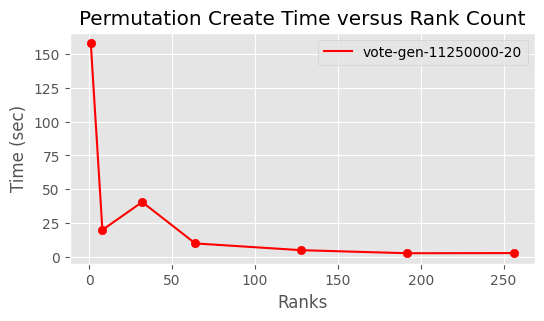 Permutation Create Time versus Rank Count
vote-gen-11250000-20
Time (sec)
150
125
100
75
50
25
0
0 50 100 150 200 250
Ranks